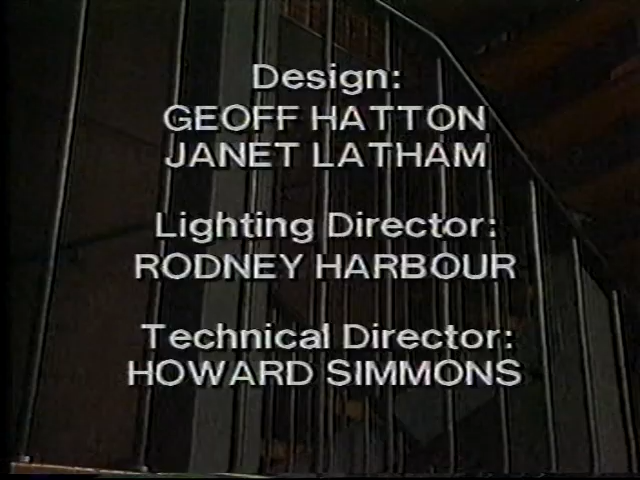 Design:
GEOFF HATTON
JANET LATHAM
Lighting Director:
RODNEY HARBOUR
Technical Director:
HOWARD SIMMONS